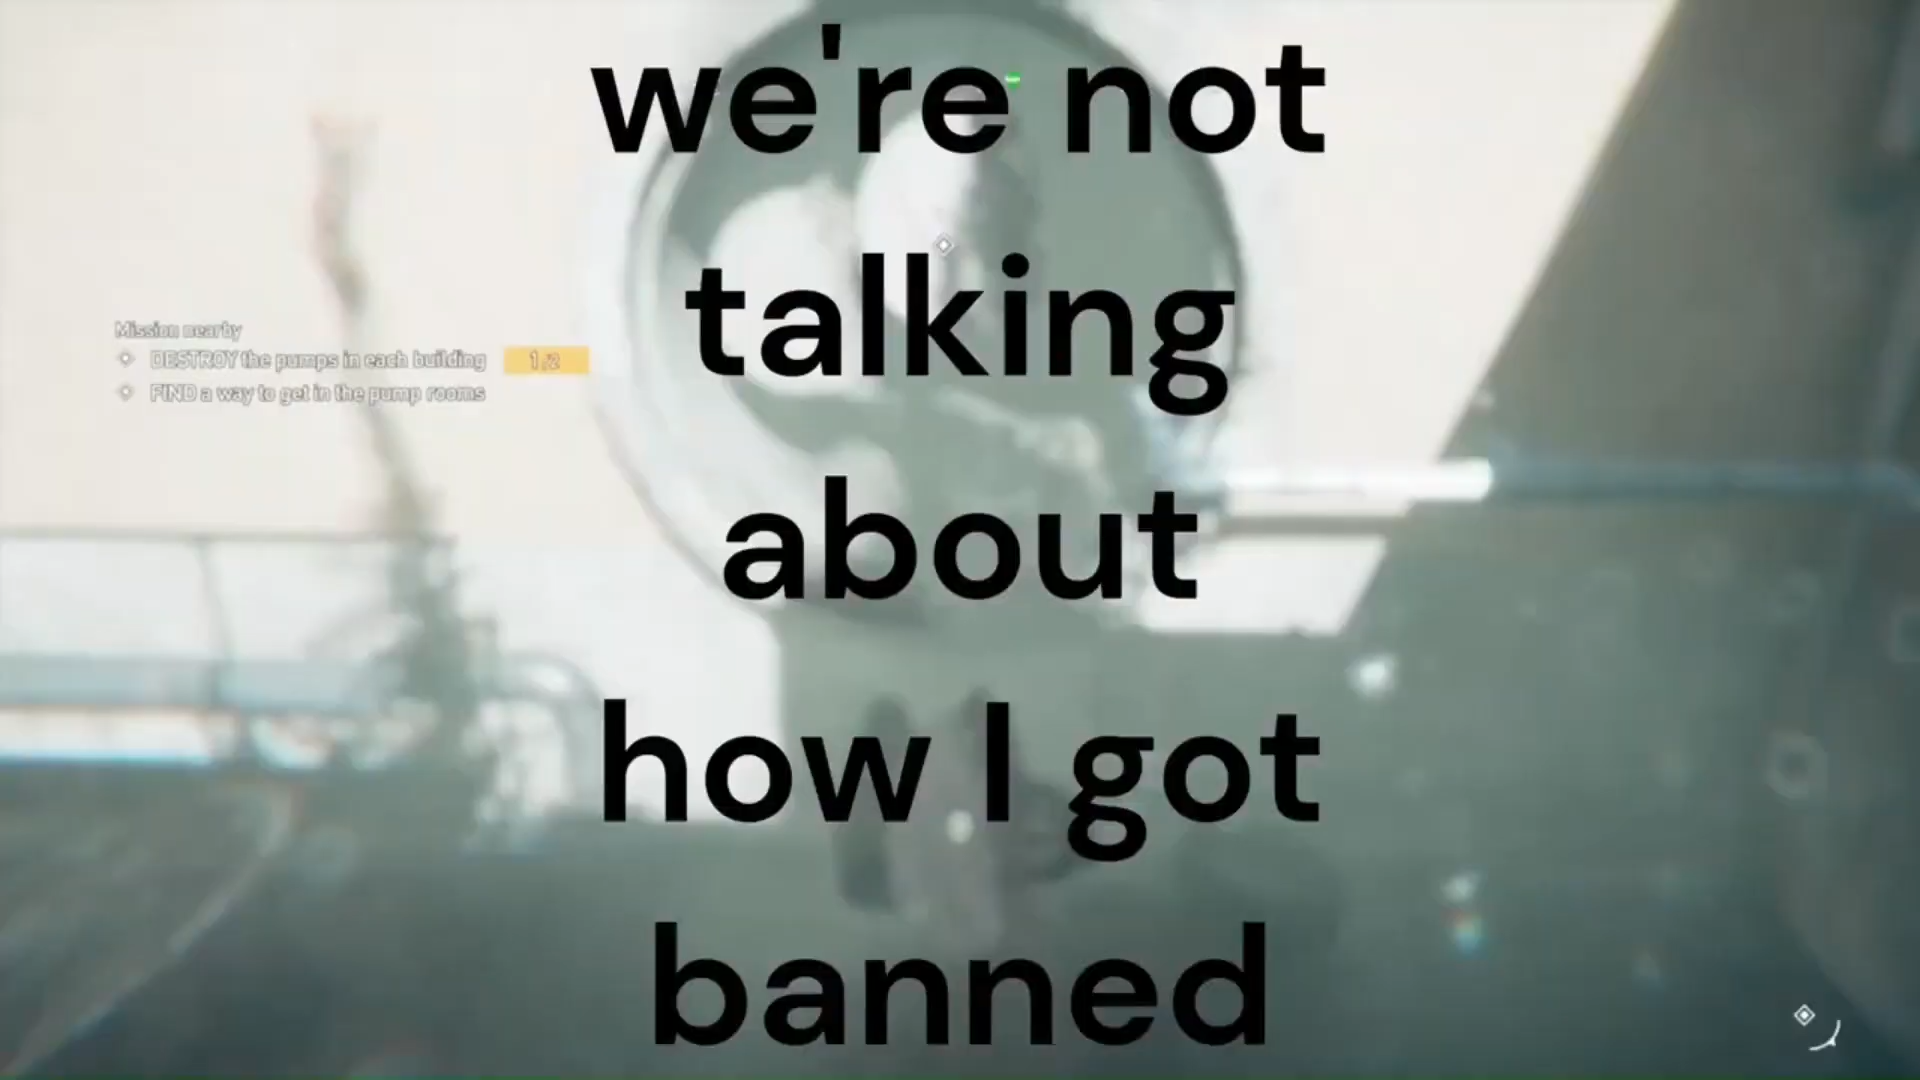 we're not
talking
about
how I got
banned
Mission nearby
DESTROY the pumps in each building 1/2
FIND a way to get in the pump rooms